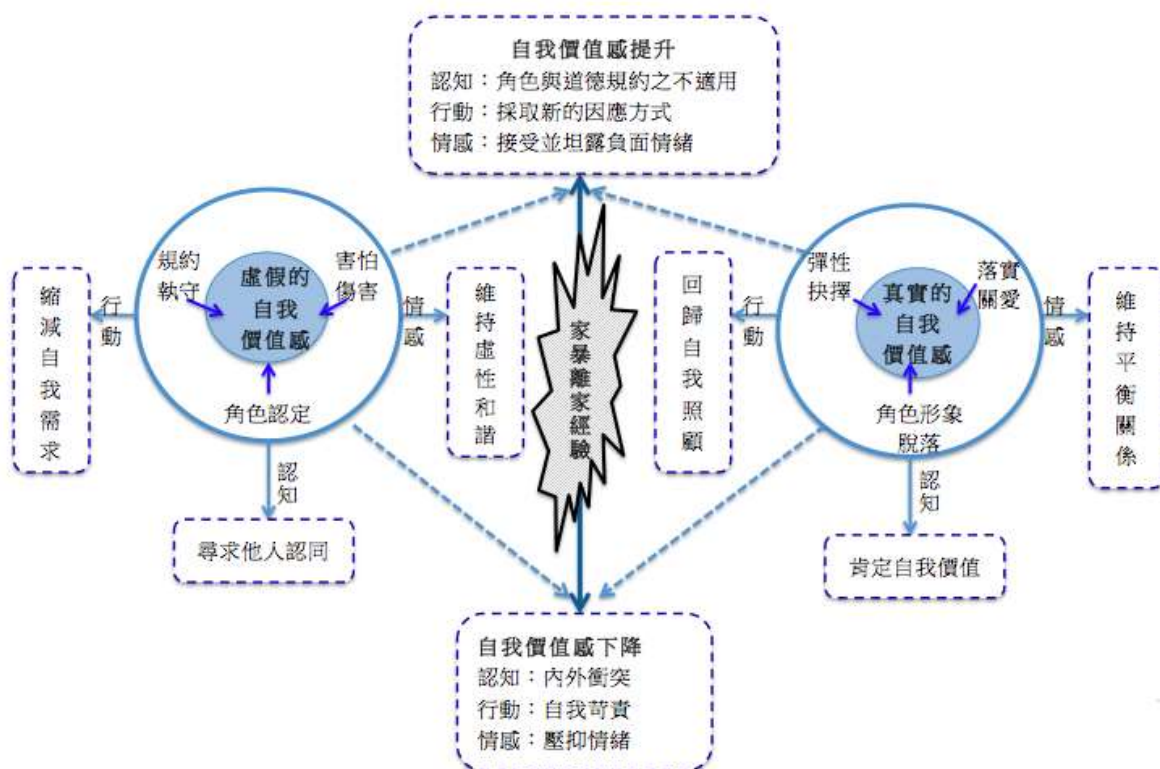 自我價值感提升
認知：角色與道德規約之不適用
行動：採取新的因應方式
情感：接受並坦露負面情緒
縮減自我需求
行動
規約
執守
虛假的
自我
價值感
害怕
傷害
角色認定
情感
維持虛性和諧
認知
尋求他人認同
家暴離家經驗
回歸自我照顧
行動
彈性
抉擇
真實的
自我
價值感
落實
關愛
角色形象
脫落
情感
維持平衡關係
認知
肯定自我價值
自我價值感下降
認知：內外衝突
行動：自我苛責
情感：壓抑情緒